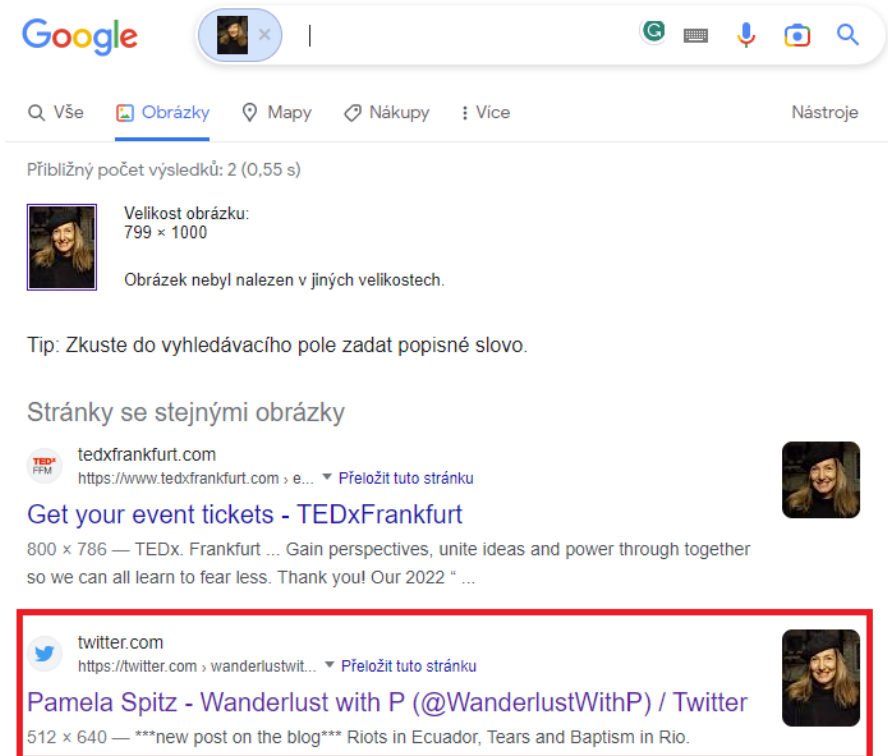 Google
Vše Obrázky Mapy Nákupy Více Nástroje
Přibližný počet výsledků: 2 (0,55 s)
Velikost obrázku:
799 × 1000
Obrázek nebyl nalezen v jiných velikostech.
Tip: Zkuste do vyhledávacího pole zadat popisné slovo.
Stránky se stejnými obrázky
TEDx
FFM
tedxfrankfurt.com
https://www.tedxfrankfurt.com › e... Přeložit tuto stránku
Get your event tickets - TEDxFrankfurt
800 × 786 — TEDx. Frankfurt ... Gain perspectives, unite ideas and power through together
so we can all learn to fear less. Thank you! Our 2022 “ ...
twitter.com
https://twitter.com › wanderlustwit... Přeložit tuto stránku
Pamela Spitz - Wanderlust with P (@WanderlustWithP) / Twitter
512 × 640 — ***new post on the blog*** Riots in Ecuador, Tears and Baptism in Rio.